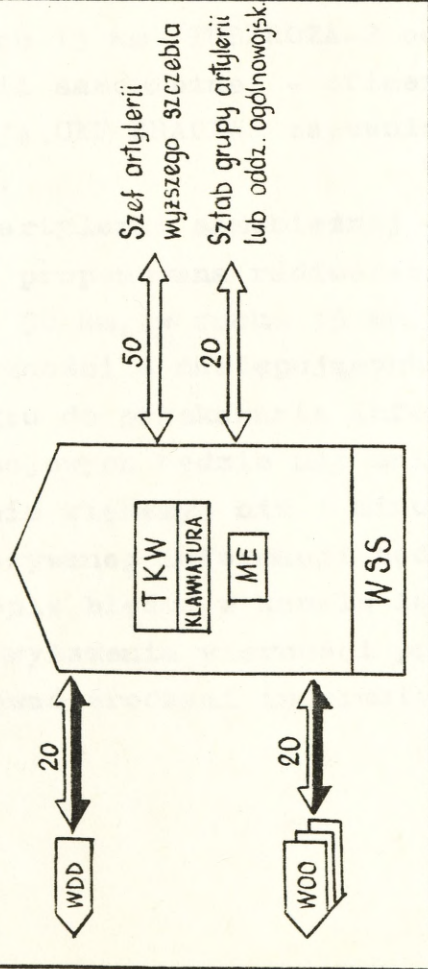 Szef artylerii
wyższego szczebla
Sztab grupy artylerii
lub oddz. ogólnowojsk.
50
20
TKW
KLAWIATURA
ME
WSS
20
WDD
20
WOO